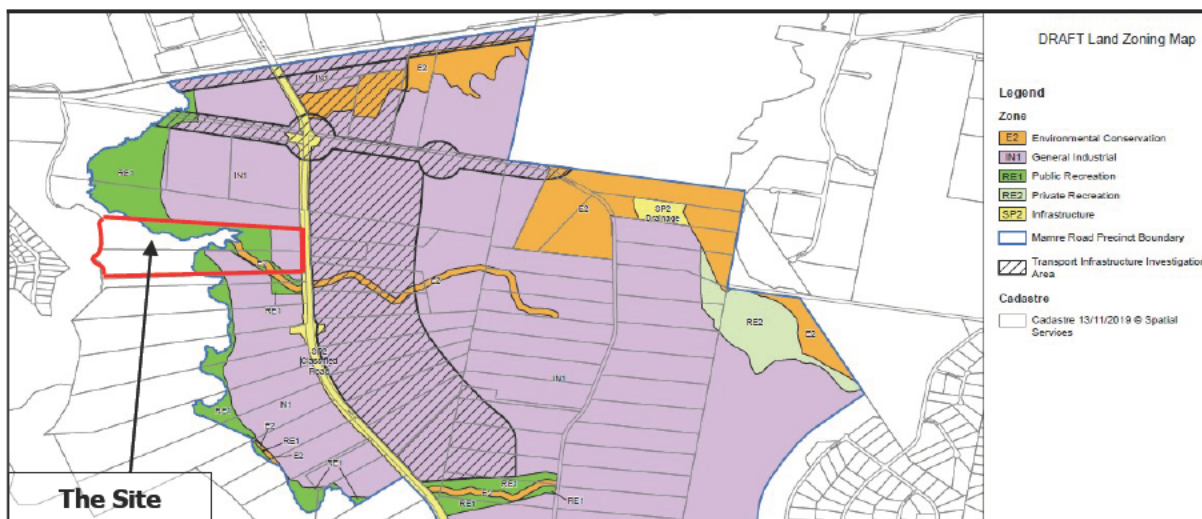 DRAFT Land Zoning Map
Legend
Zone
E2 Environmental Conservation
IN1 General Industrial
RE1 Public Recreation
RE2 Private Recreation
SP2 Infrastructure
Mamre Road Precinct Boundary
Transport Infrastructure Investigation
Area
Cadastre
Cadastre 13/11/2019 © Spatial
Services
IN1
E2
RE1
IN1
E2
SP2
Drainage
E2
RE1
RE2
E2
SP2
Classified
Road
IN1
IN1
RE1
E2
RE1
E2
RE1
RE1
E2
RE1
RE1
The Site